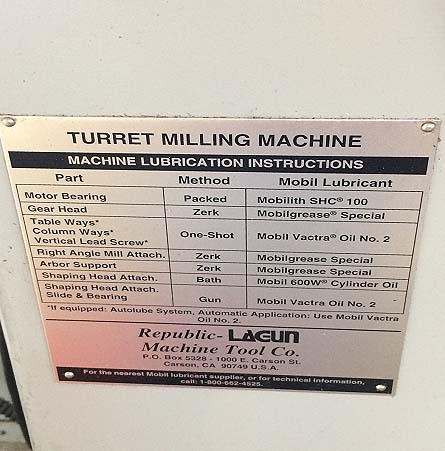 TURRET MILLING MACHINE
MACHINE LUBRICATION INSTRUCTIONS
Part Method Mobil Lubricant
Motor Bearing Packed Mobilith SHC® 100
Gear Head Zerk Mobilgrease® Special
Table Ways*
Column Ways* One-Shot Mobil Vactra® Oil No. 2
Vertical Lead Screw*
Right Angle Mill Attach. Zerk Mobilgrease Special
Arbor Support Zerk Mobilgrease Special
Shaping Head Attach. Bath Mobil 600W® Cylinder Oil
Shaping Head Attach.
Slide & Bearing Gun Mobil Vactra Oil No. 2
*If equipped: Autolube System, Automatic Application: Use Mobil Vactra
Oil No. 2
Republic-LAGUN
Machine Tool Co.
P.O. Box 5328 - 1000 E. Carson St.
Carson, CA 90749 U.S.A.
For the nearest Mobil lubricant supplier, or for technical information,
call: 1-800-662-4525.